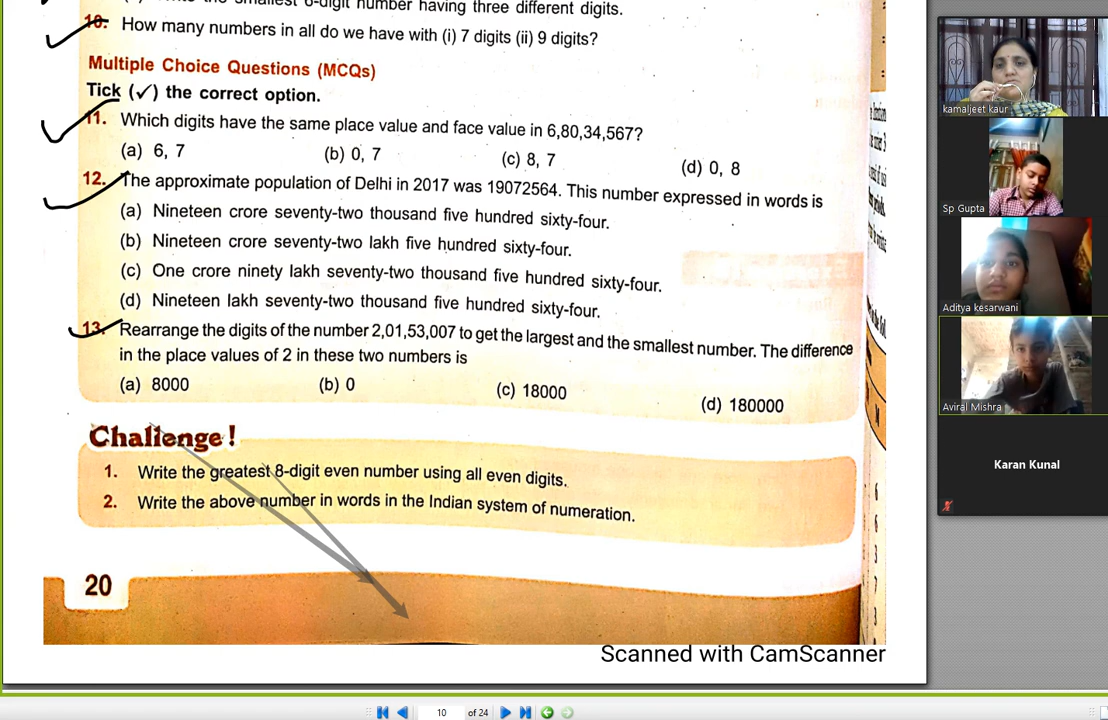 smallest 6-digit number having three different digits.
10. How many numbers in all do we have with (i) 7 digits (ii) 9 digits?
Multiple Choice Questions (MCQs)
Tick (✓) the correct option.
11. Which digits have the same place value and face value in 6,80,34,567?
(a) 6, 7 (b) 0, 7 (c) 8, 7 (d) 0, 8
12. The approximate population of Delhi in 2017 was 19072564. This number expressed in words is
(a) Nineteen crore seventy-two thousand five hundred sixty-four.
(b) Nineteen crore seventy-two lakh five hundred sixty-four.
(c) One crore ninety lakh seventy-two thousand five hundred sixty-four.
(d) Nineteen lakh seventy-two thousand five hundred sixty-four.
13. Rearrange the digits of the number 2,01,53,007 to get the largest and the smallest number. The difference
in the place values of 2 in these two numbers is
(a) 8000 (b) 0 (c) 18000 (d) 180000
Challenge!
1. Write the greatest 8-digit even number using all even digits.
2. Write the above number in words in the Indian system of numeration.
20
Scanned with CamScanner
10 of 24
kamaljeet kaur
Sp Gupta
Aditya kesarwani
Aviral Mishra
Karan Kunal